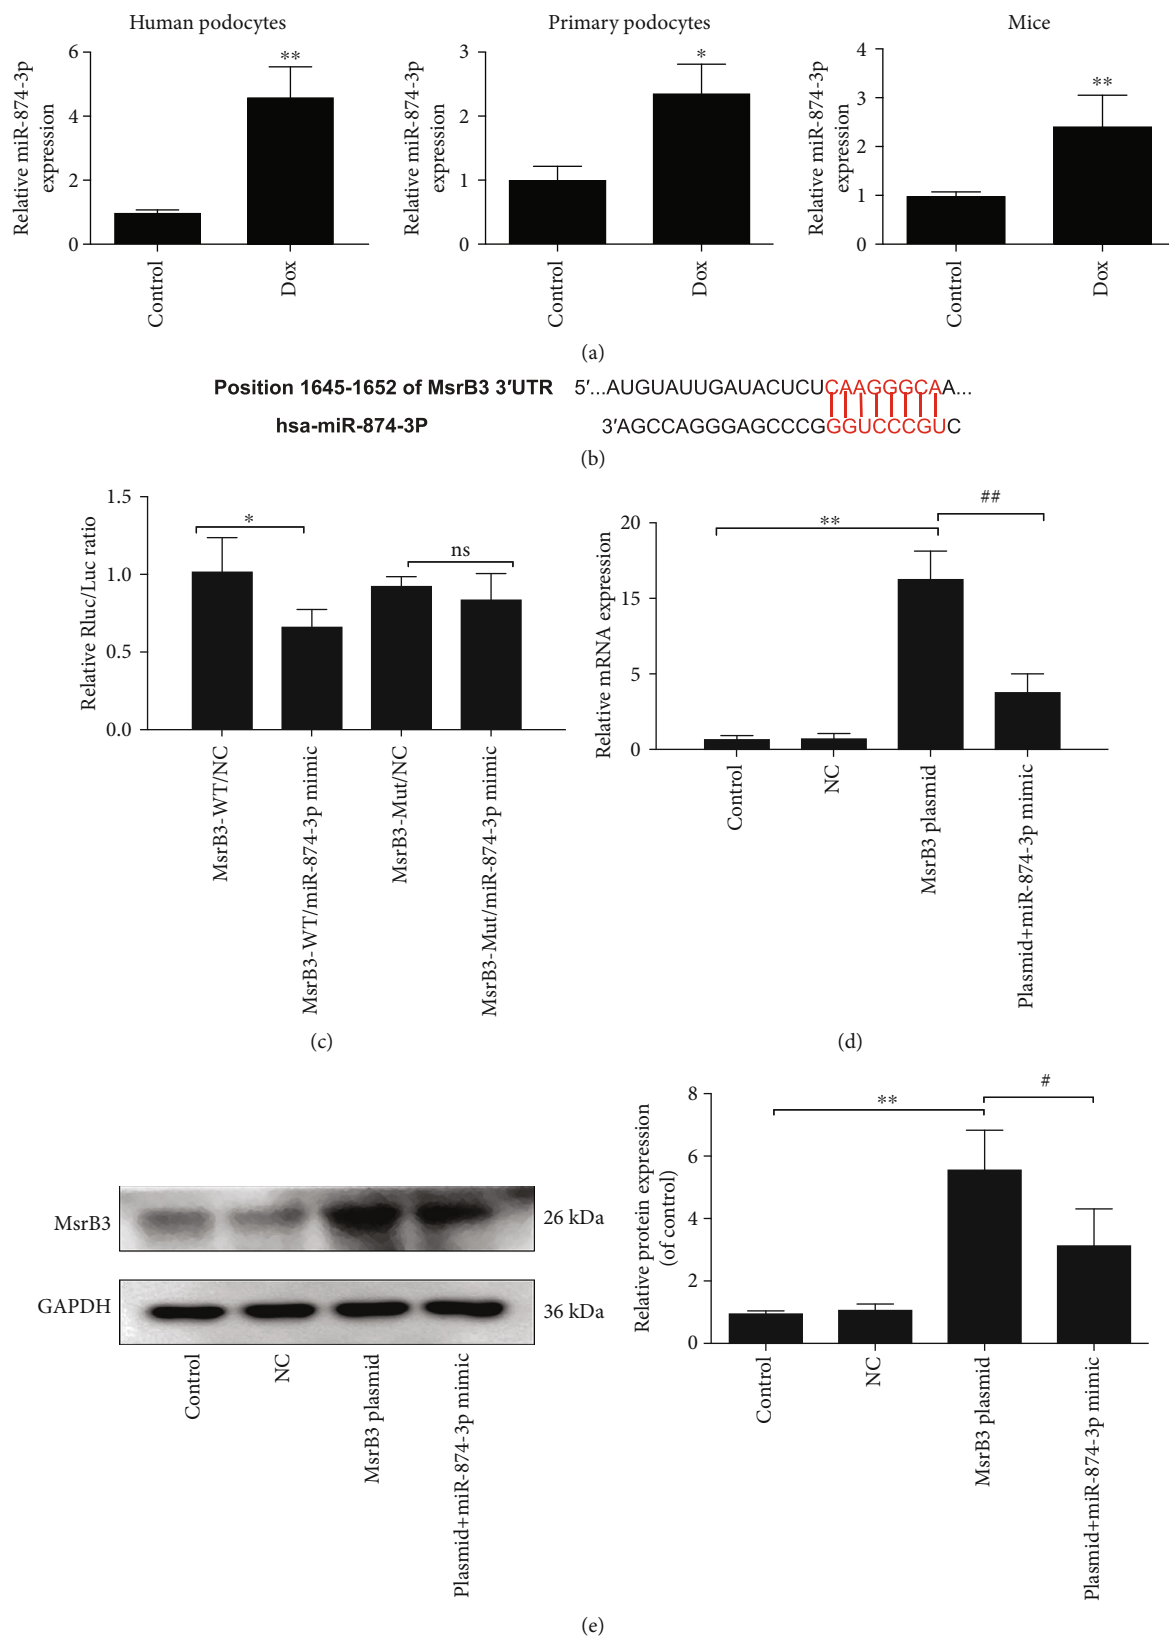 Human podocytes
Relative miR-874-3p
expression
6
4
2
0
**
Control
Dox
Primary podocytes
Relative miR-874-3p
expression
3
2
1
0
*
Control
Dox
Mice
Relative miR-874-3p
expression
4
3
2
1
0
**
Control
Dox
(a)
Position 1645-1652 of MsrB3 3′UTR 5′...AUGUAUUGAUACUCUCAAGGGCAA...
hsa-miR-874-3P 3′AGCCAGGGAGCCCGGGUCCCGUC
(b)
Relative Rluc/Luc ratio
1.5
1.0
0.5
0.0
*
ns
MsrB3-WT/NC
MsrB3-WT/miR-874-3p mimic
MsrB3-Mut/NC
MsrB3-Mut/miR-874-3p mimic
(c)
Relative mRNA expression
20
15
5
0
**
##
Control
NC
MsrB3 plasmid
Plasmid+miR-874-3p mimic
(d)
MsrB3
26 kDa
GAPDH
36 kDa
Control
NC
MsrB3 plasmid
Plasmid+miR-874-3p mimic
Relative protein expression
(of control)
8
6
4
2
0
**
#
Control
NC
MsrB3 plasmid
Plasmid+miR-874-3p mimic
(e)